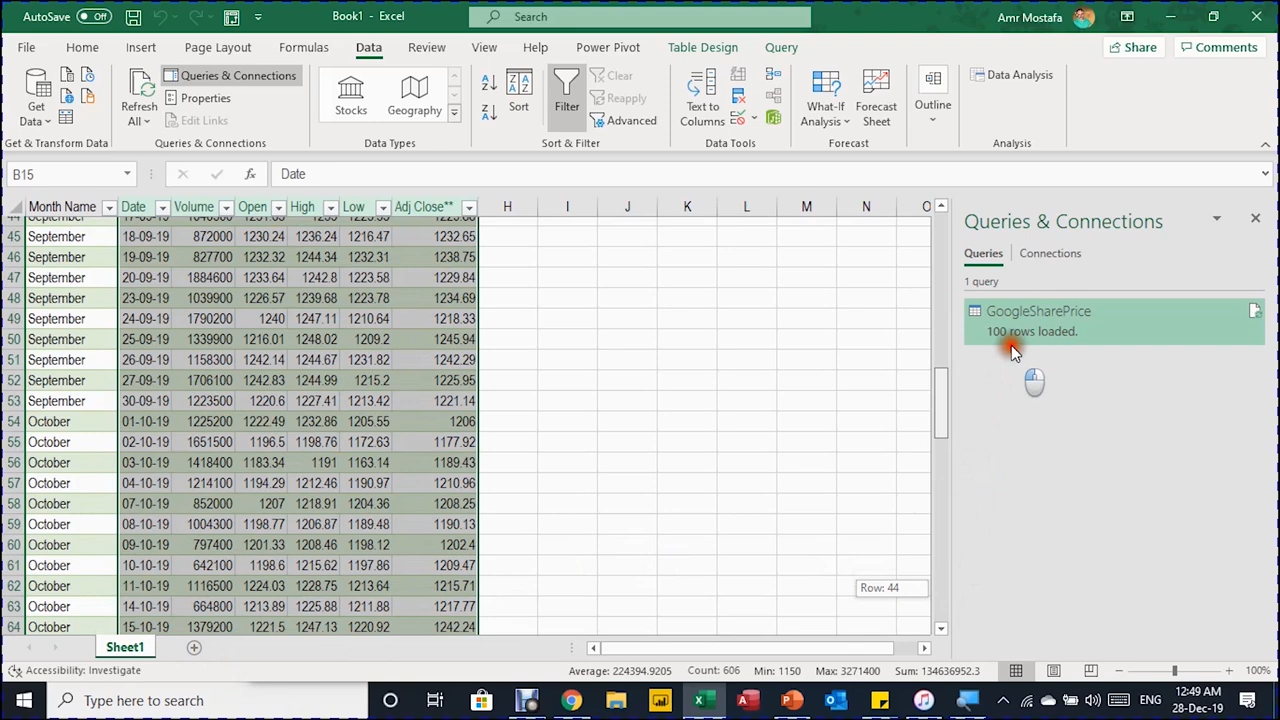 AutoSave Off Book1 - Excel Search Amr Mostafa
File Home Insert Page Layout Formulas Data Review View Help Power Pivot Table Design Query Share Comments
Get Data Refresh All Queries & Connections Properties Edit Links Stocks Geography Sort Filter Clear Reapply Advanced Text to Columns What-If Analysis Forecast Sheet Outline Data Analysis
Get & Transform Data Queries & Connections Data Types Sort & Filter Data Tools Forecast Analysis
B15 fx Date
Month Name Date Volume Open High Low Adj Close** H I J K L M N O
45 September 18-09-19 872000 1230.24 1236.24 1216.47 1232.65
46 September 19-09-19 827700 1232.32 1244.34 1232.31 1238.75
47 September 20-09-19 1884600 1233.64 1242.8 1223.58 1229.84
48 September 23-09-19 1039900 1226.57 1239.68 1223.78 1234.69
49 September 24-09-19 1790200 1240 1247.11 1210.64 1218.33
50 September 25-09-19 1339900 1216.01 1248.02 1209.2 1245.94
51 September 26-09-19 1158300 1242.14 1244.67 1231.82 1242.29
52 September 27-09-19 1706100 1242.83 1244.99 1215.2 1225.95
53 September 30-09-19 1223500 1220.6 1227.41 1213.42 1221.14
54 October 01-10-19 1225200 1222.49 1232.86 1205.55 1206
55 October 02-10-19 1651500 1196.5 1198.76 1172.63 1177.92
56 October 03-10-19 1418400 1183.34 1191 1163.14 1189.43
57 October 04-10-19 1214100 1194.29 1212.46 1190.97 1210.96
58 October 07-10-19 852000 1207 1218.91 1204.36 1208.25
59 October 08-10-19 1004300 1198.77 1206.87 1189.48 1190.13
60 October 09-10-19 797400 1201.33 1208.46 1198.12 1202.4
61 October 10-10-19 642100 1198.6 1215.62 1197.86 1209.47
62 October 11-10-19 1116500 1224.03 1228.75 1213.64 1215.71
63 October 14-10-19 664800 1213.89 1225.88 1211.88 1217.77
64 October 15-10-19 1379200 1221.5 1247.13 1220.92 1242.24
Row: 44
Queries & Connections
Queries Connections
1 query
GoogleSharePrice
100 rows loaded.
Sheet1
Accessibility: Investigate Average: 224394.9205 Count: 606 Min: 1150 Max: 3271400 Sum: 134636952.3 100%
Type here to search ENG 12:49 AM
28-Dec-19